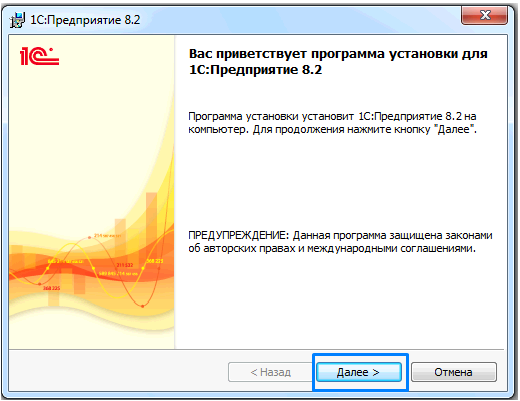 1С:Предприятие 8.2
1С
Вас приветствует программа установки для
1С:Предприятие 8.2
Программа установки установит 1С:Предприятие 8.2 на
компьютер. Для продолжения нажмите кнопку "Далее".
ПРЕДУПРЕЖДЕНИЕ: Данная программа защищена законами
об авторских правах и международными соглашениями.
368 225
< Назад
Далее >
Отмена